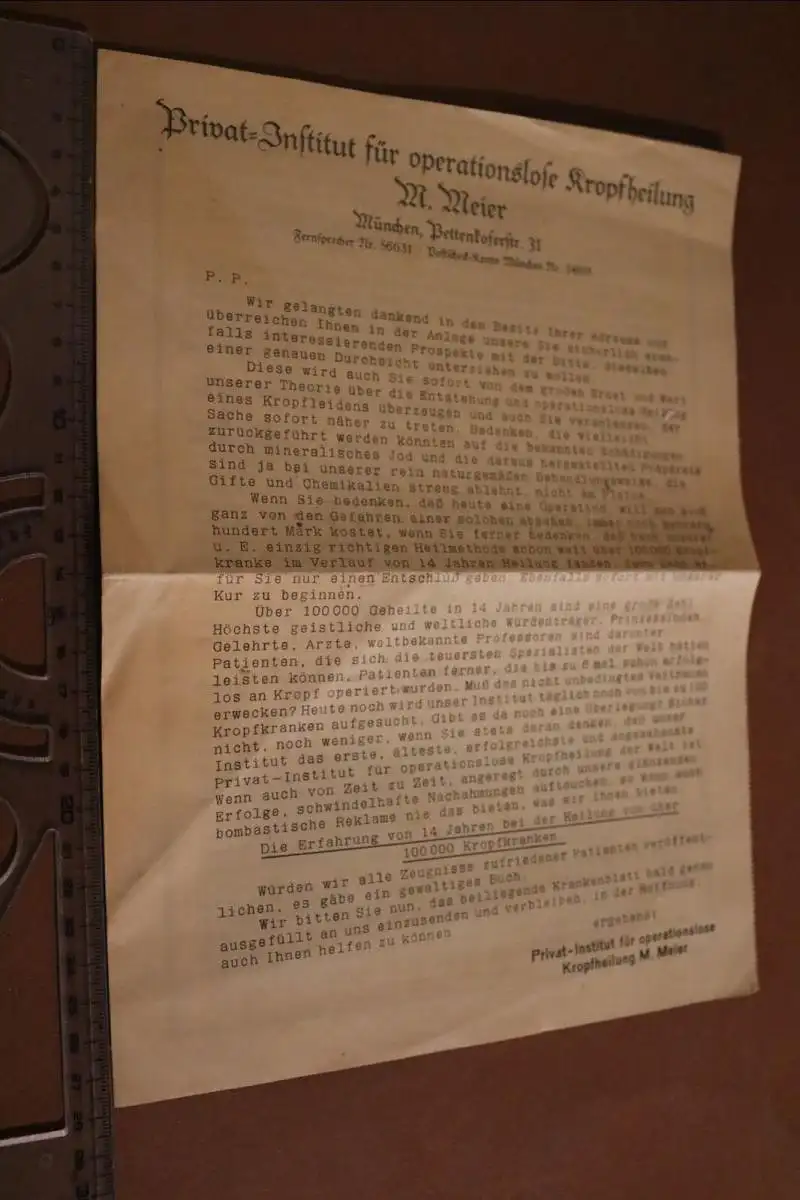 Privat-Institut für operationslose Kropfheilung
M. Meier
München, Pettenkoferstr. 31
Fernsprecher Nr. 56631 Postscheck-Konto München Nr.
P. P.
Wir gelangten dankend in den Besitz Ihrer Adresse und
überreichen Ihnen in der Anlage unsere Sie sicherlich
falls interessierenden Prospekte mit der Bitte, dieselben
einer genauen Durchsicht unterziehen zu wollen.
Diese wird auch Sie sofort von dem großen Ernst und Wert
unserer Theorie über die Entstehung und operationslose Heilung
eines Kropfleidens überzeugen und auch Sie veranlassen, der
Sache sofort näher zu treten. Bedenken, die vielleicht
zurückgeführt werden könnten auf die bekannten Schädigungen
durch mineralisches Jod und die daraus hergestellten Präparate
sind ja bei unserer rein naturgemäßen Behandlungsweise, die
Gifte und Chemikalien streng ablehnt, nicht am Platze.
Wenn Sie bedenken, daß heute eine Operation, will man auch
ganz von den Gefahren einer solchen absehen, immer noch mehrere
hundert Mark kostet, wenn Sie ferner bedenken, daß nach unserer
u. E. einzig richtigen Heilmethode schon weit über 100000 Kropf-
kranke im Verlauf von 14 Jahren Heilung fanden, dann kann es
für Sie nur einen Entschluß geben: Ebenfalls sofort mit unserer
Kur zu beginnen.
Über 100000 Geheilte in 14 Jahren sind eine große Zahl
Höchste geistliche und weltliche Würdenträger, Prinzessinnen
Gelehrte, Ärzte, weltbekannte Professoren sind darunter
Patienten, die sich die teuersten Spezialisten der Welt hätten
leisten können, Patienten ferner, die bis zu 6 mal schon erfolg-
los an Kropf operiert wurden. Muß das nicht unbedingtes Vertrauen
erwecken? Heute noch wird unser Institut täglich noch von bis zu 100
Kropfkranken aufgesucht. Gibt es da noch eine Überlegung? Sicher
nicht, noch weniger, wenn Sie stets daran denken, daß unser
Institut das erste, älteste, erfolgreichste und angesehenste
Privat-Institut für operationslose Kropfheilung der Welt ist
Wenn auch von Zeit zu Zeit, angeregt durch unsere glänzenden
Erfolge, schwindelhafte Nachahmungen auftauchen, so kann auch
bombastische Reklame nie das bieten, was wir Ihnen bieten
Die Erfahrung von 14 Jahren bei der Heilung von über
100000 Kropfkranken
Würden wir alle Zeugnisse zufriedener Patienten veröffent-
lichen, es gäbe ein gewaltiges Buch.
Wir bitten Sie nun, das beiliegende Krankenblatt bald genau
ausgefüllt an uns einzusenden und verbleiben, in der Hoffnung,
auch Ihnen helfen zu können
ergebenst
Privat-Institut für operationslose
Kropfheilung M. Meier